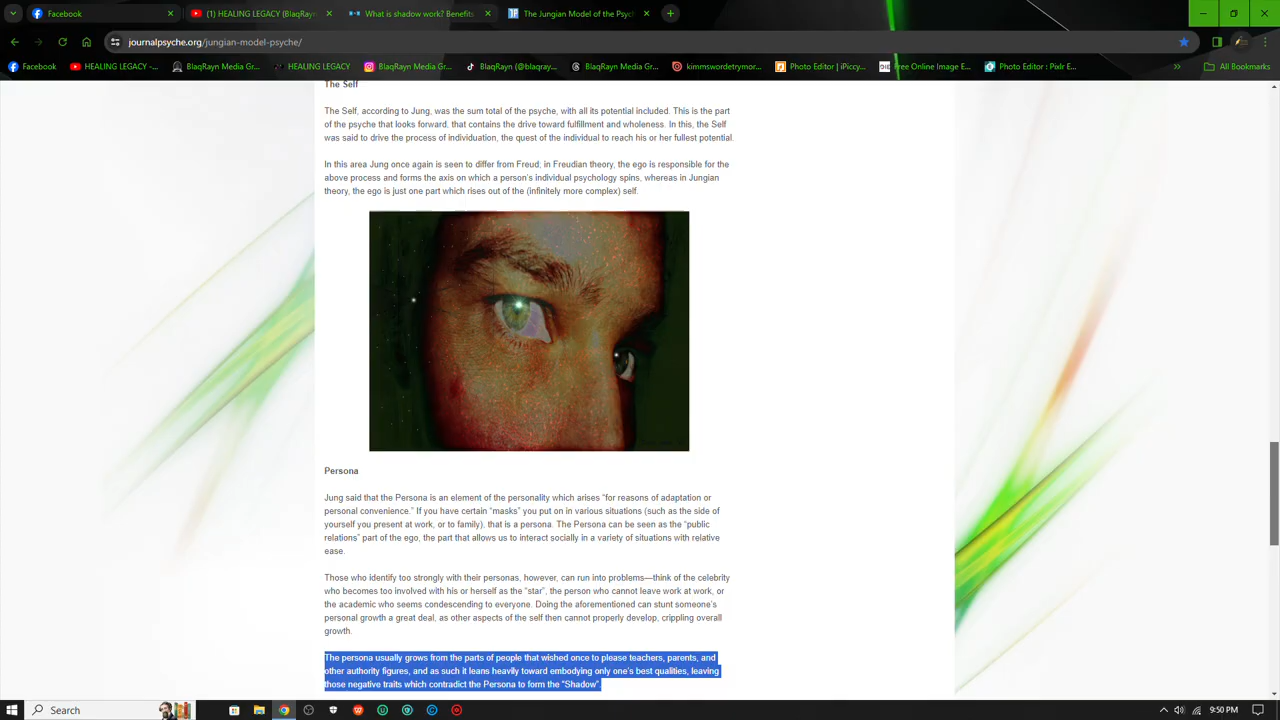 Facebook
(1) HEALING LEGACY (BlaqRayn
What is shadow work? Benefits
The Jungian Model of the Psych
journalpsyche.org/jungian-model-psyche/
Facebook
HEALING LEGACY -...
BlaqRayn Media Gr...
HEALING LEGACY
BlaqRayn Media Gr...
BlaqRayn (@blaqray...
BlaqRayn Media Gr...
kimmswordetrymor...
Photo Editor | iPiccy...
Free Online Image E...
Photo Editor : Pixlr E...
All Bookmarks
The Self
The Self, according to Jung, was the sum total of the psyche, with all its potential included. This is the part
of the psyche that looks forward, that contains the drive toward fulfillment and wholeness. In this, the Self
was said to drive the process of individuation, the quest of the individual to reach his or her fullest potential.
In this area Jung once again is seen to differ from Freud, in Freudian theory, the ego is responsible for the
above process and forms the axis on which a person's individual psychology spins, whereas in Jungian
theory, the ego is just one part which rises out of the (infinitely more complex) self.
Persona
Jung said that the Persona is an element of the personality which arises “for reasons of adaptation or
personal convenience.” If you have certain “masks” you put on in various situations (such as the side of
yourself you present at work, or to family), that is a persona. The Persona can be seen as the “public
relations” part of the ego, the part that allows us to interact socially in a variety of situations with relative
ease.
Those who identify too strongly with their personas, however, can run into problems—think of the celebrity
who becomes too involved with his or herself as the “star”, the person who cannot leave work at work, or
the academic who seems condescending to everyone. Doing the aforementioned can stunt someone's
personal growth a great deal, as other aspects of the self then cannot properly develop, crippling overall
growth.
The persona usually grows from the parts of people that wished once to please teachers, parents, and
other authority figures, and as such it leans heavily toward embodying only one's best qualities, leaving
those negative traits which contradict the Persona to form the “Shadow”.
Search
9:50 PM